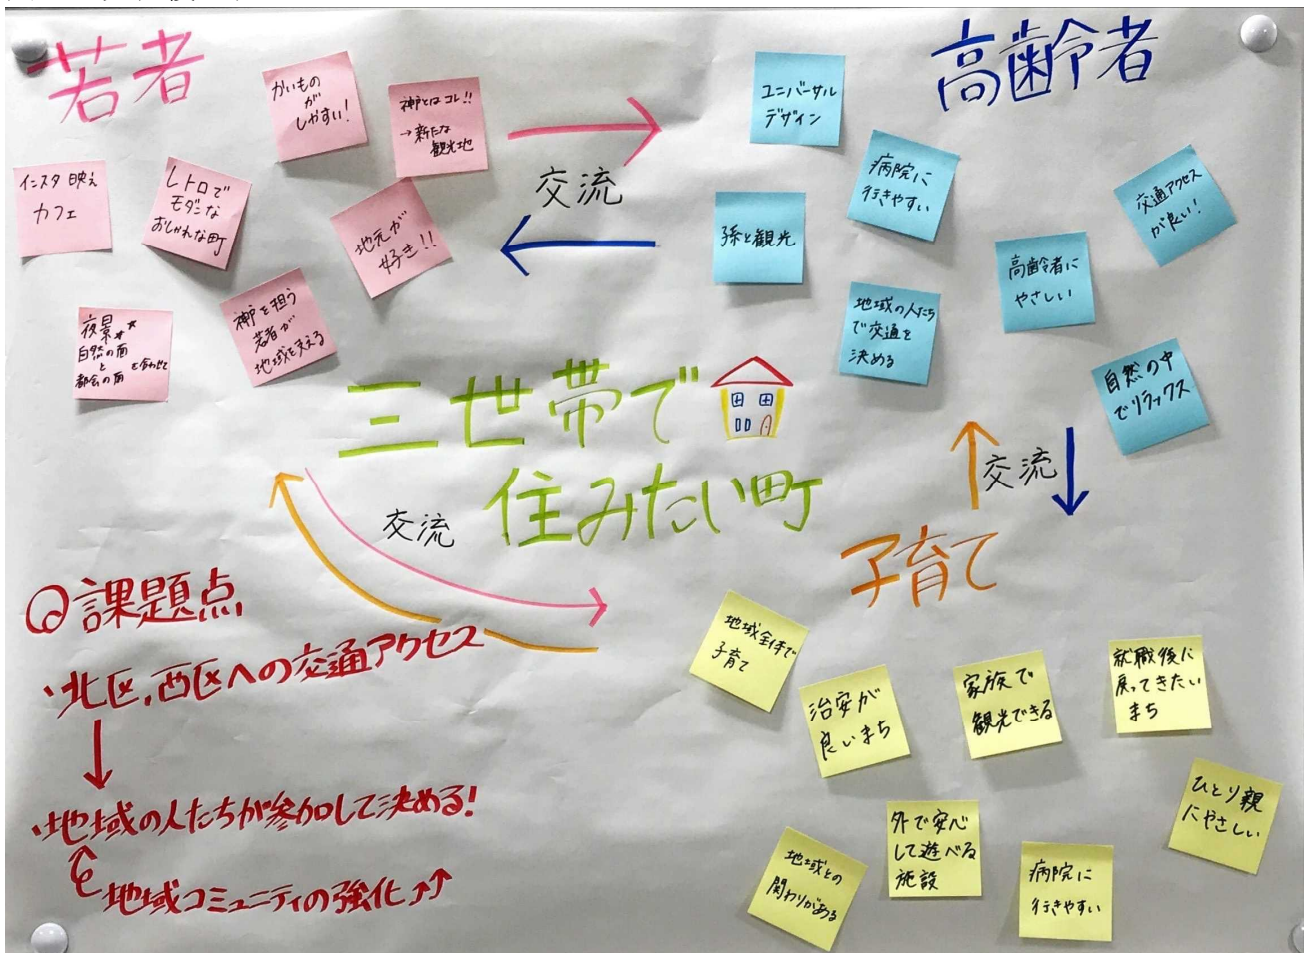 若者
かいもの
が
しやすい!
神戸とはコレ!!
→新たな
観光地
インスタ映え
カフェ
レトロで
モダンな
おしゃれな町
地元が
好き!!
夜景
自然の面
と
都会の面
を合わせて
神戸を担う
若者が
地域を支える
交流
高齢者
ユニバーサル
デザイン
病院に
行きやすい
交通アクセス
が良い!
孫と観光
高齢者に
やさしい
地域の人たち
で交通を
決める
自然の中
でリラックス
三世帯で
住みたい町
交流
交流
子育て
地域全体で
子育て
治安が
良いまち
家族で
観光できる
就職後に
戻ってきたい
まち
ひとり親
にやさしい
外で安心
して遊べる
施設
地域との
関わりがある
病院に
行きやすい
課題点
・北区,西区への交通アクセス
↓
・地域の人たちが参加して決める!
地域コミュニティの強化↑↑